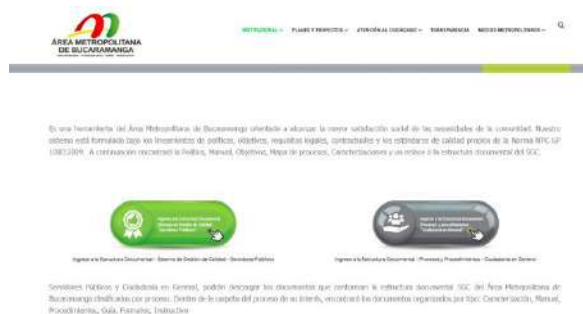 ÁREA METROPOLITANA
DE BUCARAMANGA
INSTITUCIONAL PLANES Y PROYECTOS ATENCIÓN AL CIUDADANO TRANSPARENCIA MEDIOS METROPOLITANOS
Es una herramienta del Área Metropolitana de Bucaramanga orientada a alcanzar la mayor satisfacción social de las necesidades de la comunidad. Nuestro
sistema está formulado bajo los lineamientos de políticas, objetivos, requisitos legales, contractuales y los estándares de calidad propios de la Norma NTC GP
1000:2009. A continuación encontrará la Política, Manual, Objetivos, Mapa de procesos, Caracterizaciones y un enlace a la estructura documental del SGC.
Ingreso a la Estructura Documental - Sistema de Gestión de Calidad - Servidores Públicos
Ingreso a la Estructura Documental - Procesos y Procedimientos - Ciudadanía en General
Servidores Públicos y Ciudadanía en General, podrán descargar los documentos que conforman la estructura documental SGC del Área Metropolitana de
Bucaramanga clasificados por proceso. Dentro de la carpeta del proceso de su interés, encontrará los documentos organizados por tipo: Caracterización, Manual,
Procedimientos, Guía, Formatos, Instructivo